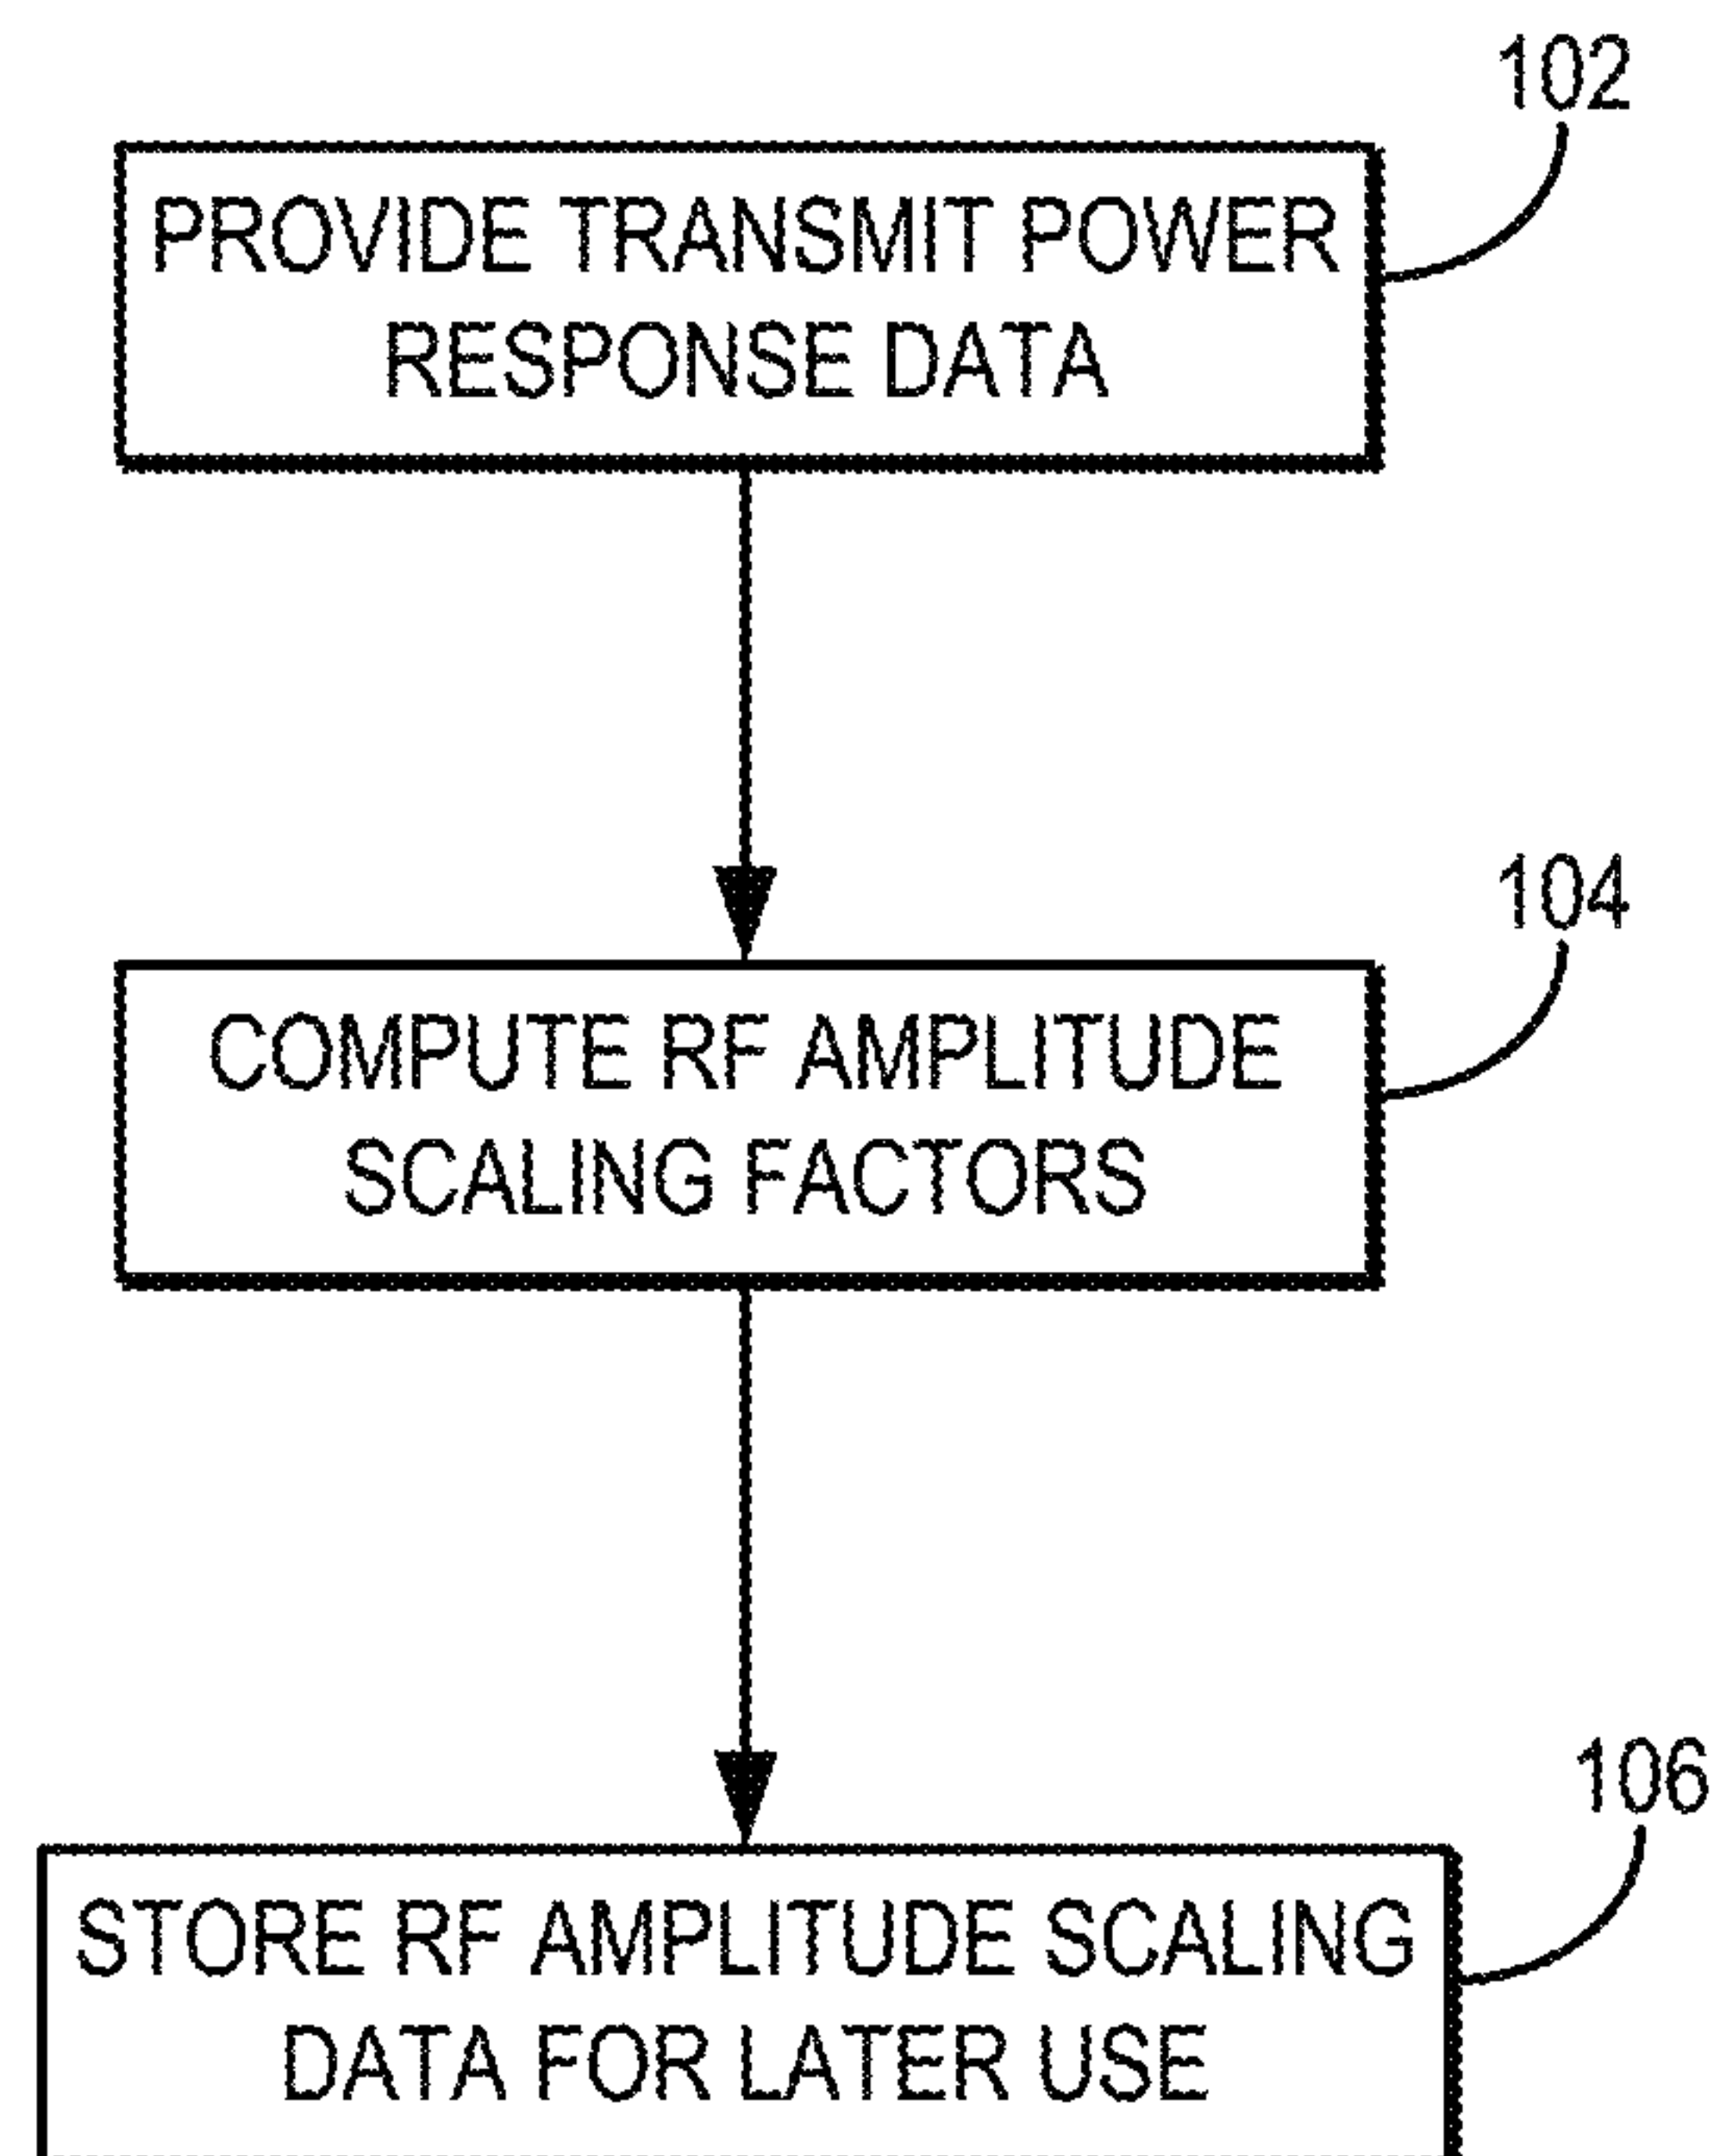 102
PROVIDE TRANSMIT POWER
RESPONSE DATA
104
COMPUTE RF AMPLITUDE
SCALING FACTORS
106
STORE RF AMPLITUDE SCALING
DATA FOR LATER USE